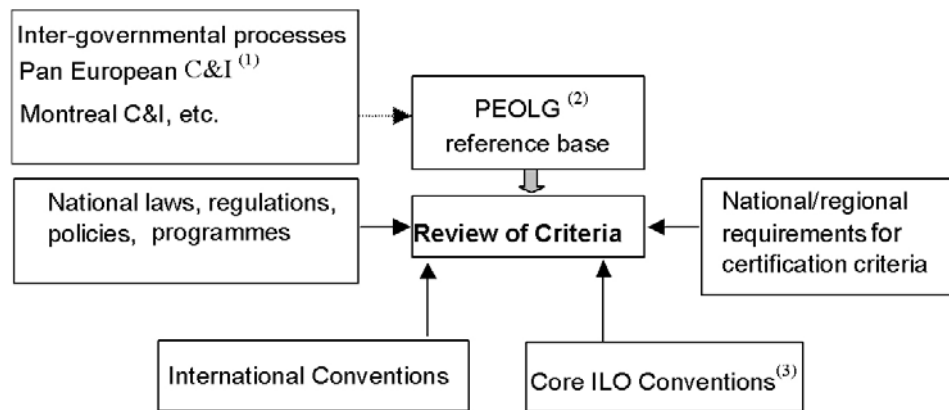 Inter-governmental processes
Pan European C&I (1)
Montreal C&I, etc.
PEOLG (2)
reference base
National laws, regulations,
policies, programmes
Review of Criteria
National/regional
requirements for
certification criteria
International Conventions
Core ILO Conventions(3)